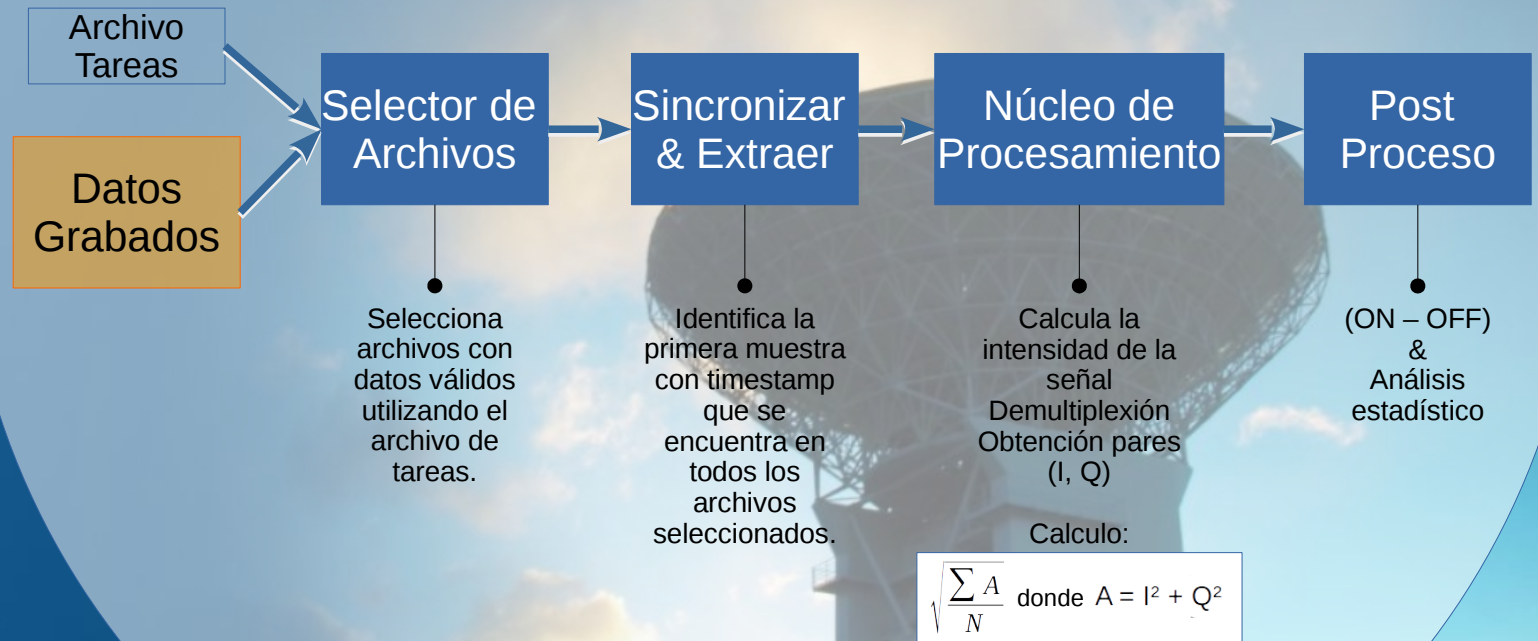 Archivo
Tareas
Datos
Grabados
Selector de
Archivos
Sincronizar
& Extraer
Núcleo de
Procesamiento
Post
Proceso
Selecciona
archivos con
datos válidos
utilizando el
archivo de
tareas.
Identifica la
primera muestra
con timestamp
que se
encuentra en
todos los
archivos
seleccionados.
Calcula la
intensidad de la
señal
Demultiplexión
Obtención pares
(I, Q)
Calculo:
√(∑ A / N) donde A = I² + Q²
(ON – OFF)
&
Análisis
estadístico